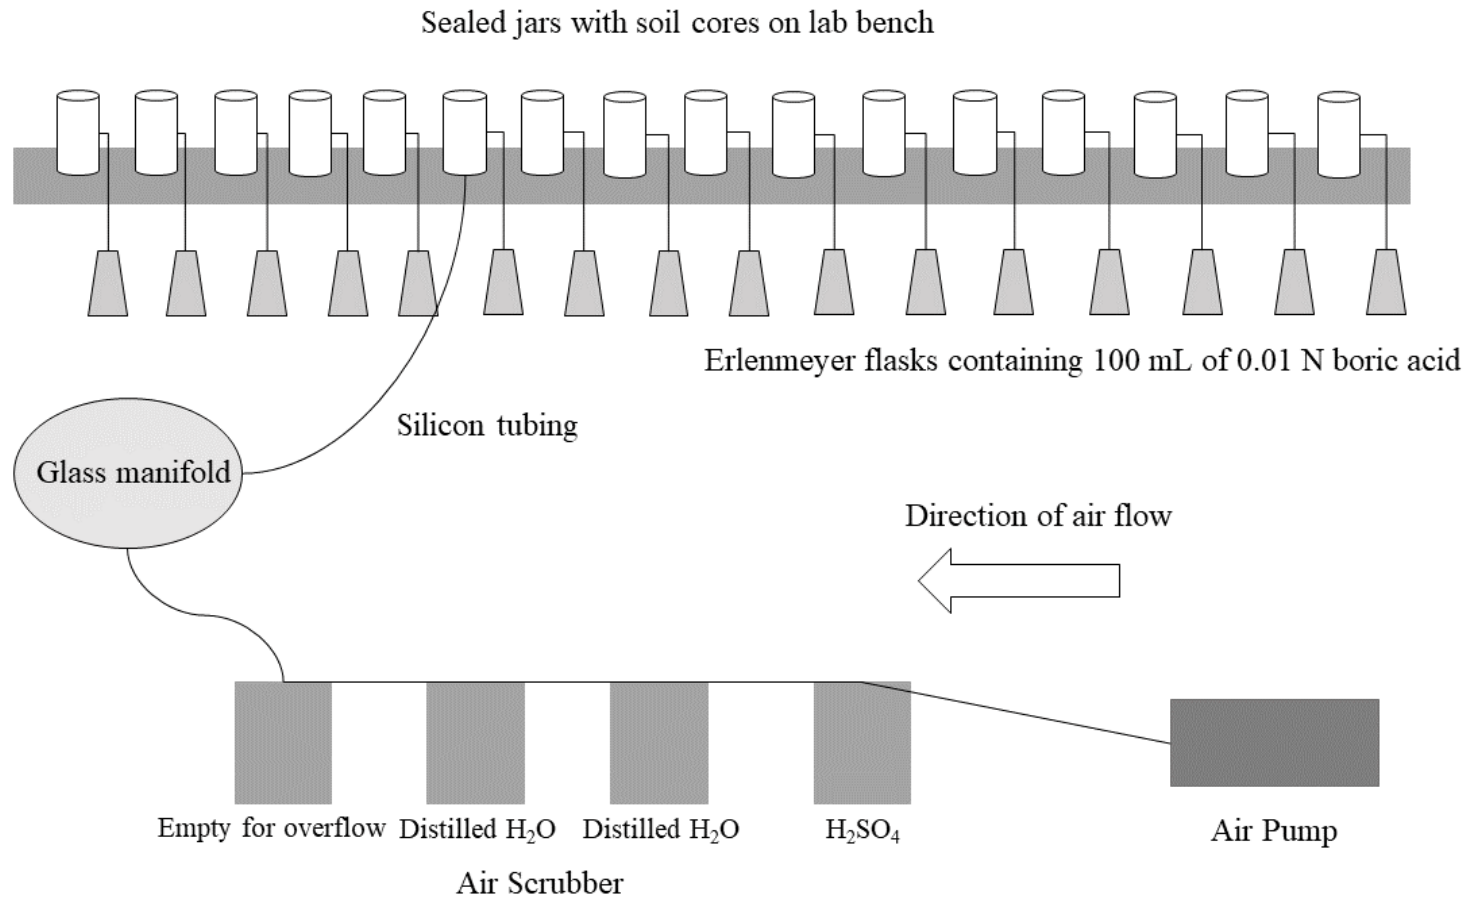 Sealed jars with soil cores on lab bench
Erlenmeyer flasks containing 100 mL of 0.01 N boric acid
Silicon tubing
Glass manifold
Direction of air flow
Empty for overflow
Distilled H₂O
Distilled H₂O
H₂SO₄
Air Pump
Air Scrubber